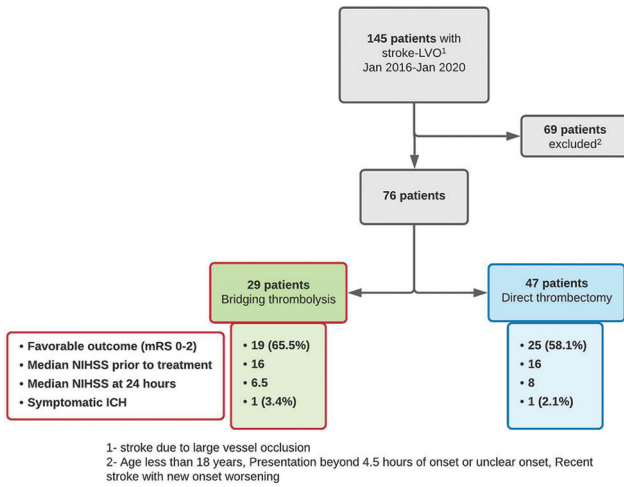 145 patients with
stroke-LVO¹
Jan 2016-Jan 2020
69 patients
excluded²
76 patients
29 patients
Bridging thrombolysis
47 patients
Direct thrombectomy
• Favorable outcome (mRS 0-2)
• Median NIHSS prior to treatment
• Median NIHSS at 24 hours
• Symptomatic ICH
• 19 (65.5%)
• 16
• 6.5
• 1 (3.4%)
• 25 (58.1%)
• 16
• 8
• 1 (2.1%)
1- stroke due to large vessel occlusion
2- Age less than 18 years, Presentation beyond 4.5 hours of onset or unclear onset, Recent
stroke with new onset worsening